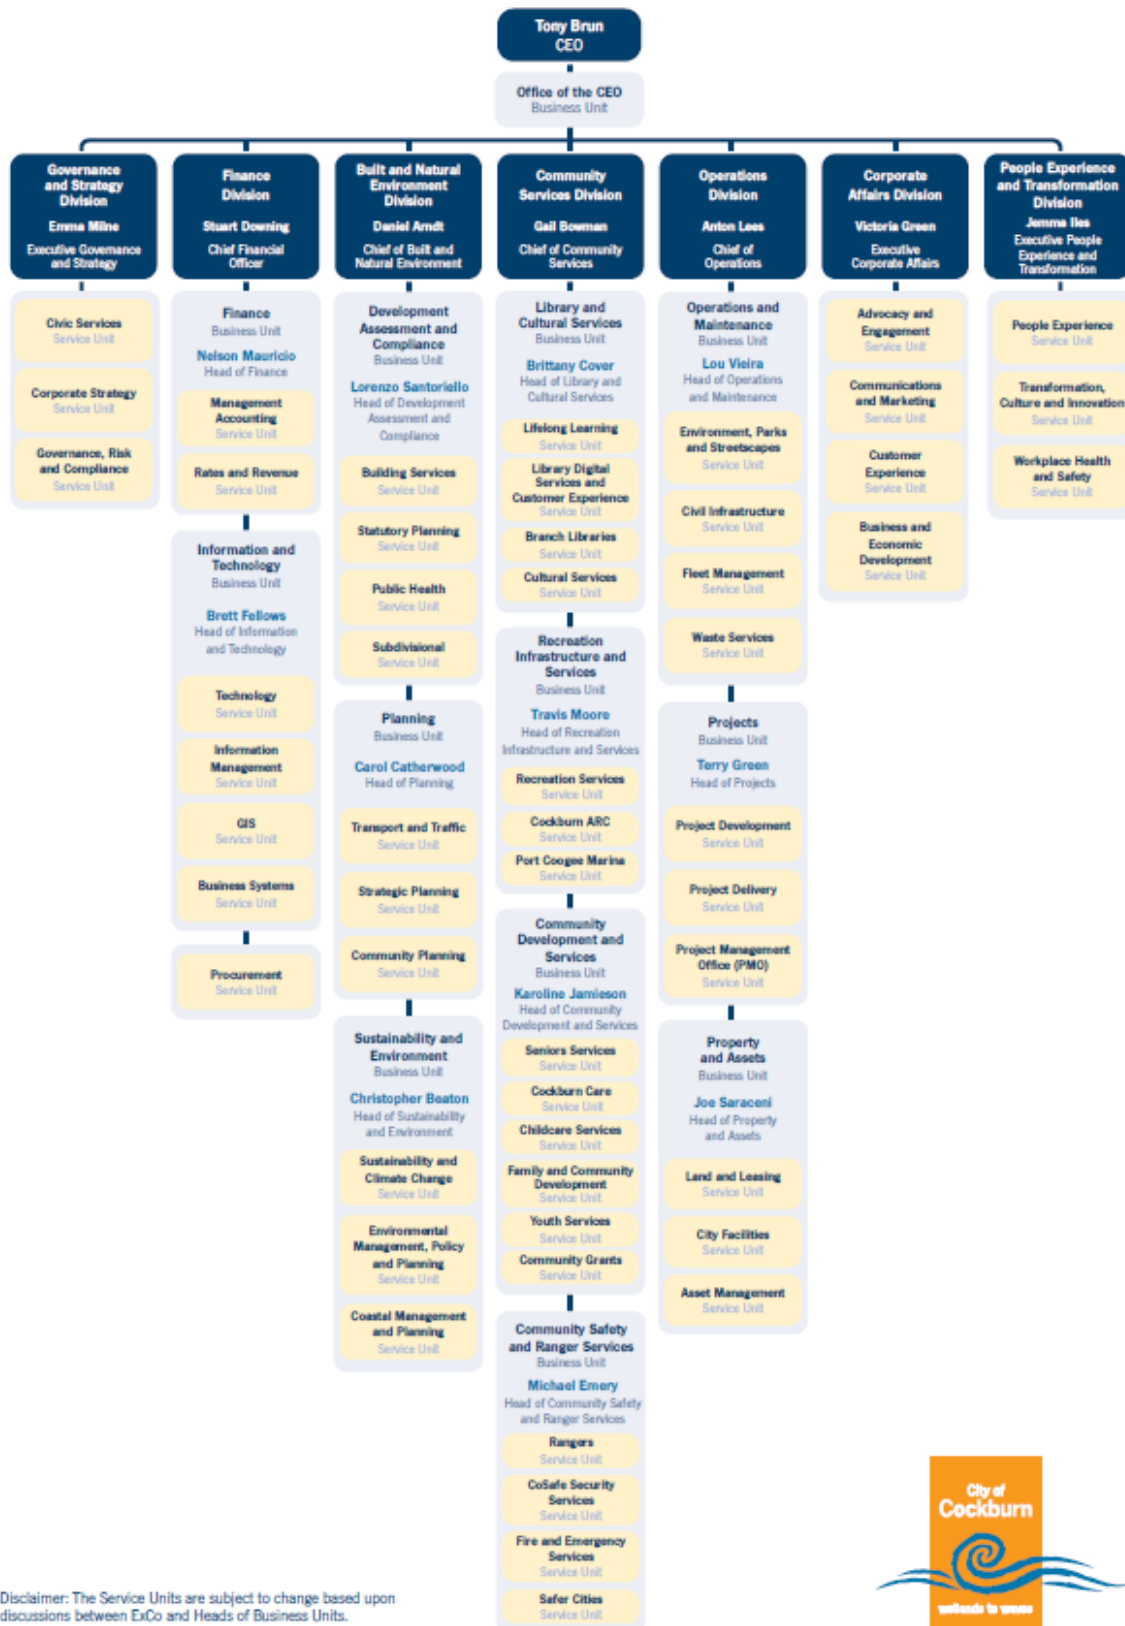 Tony Brun
CEO
Office of the CEO
Business Unit
Governance
and Strategy
Division
Emma Milne
Executive Governance
and Strategy
Civic Services
Service Unit
Corporate Strategy
Service Unit
Governance, Risk
and Compliance
Service Unit
Finance
Division
Stuart Downing
Chief Financial
Officer
Finance
Business Unit
Nelson Mauricio
Head of Finance
Management
Accounting
Service Unit
Rates and Revenue
Service Unit
Information and
Technology
Business Unit
Brett Fellows
Head of Information
and Technology
Technology
Service Unit
Information
Management
Service Unit
GIS
Service Unit
Business Systems
Service Unit
Procurement
Service Unit
Built and Natural
Environment
Division
Daniel Arndt
Chief of Built and
Natural Environment
Development
Assessment and
Compliance
Business Unit
Lorenzo Santoriello
Head of Development
Assessment and
Compliance
Building Services
Service Unit
Statutory Planning
Service Unit
Public Health
Service Unit
Subdivisional
Service Unit
Planning
Business Unit
Carol Catherwood
Head of Planning
Transport and Traffic
Service Unit
Strategic Planning
Service Unit
Community Planning
Service Unit
Sustainability and
Environment
Business Unit
Christopher Beaton
Head of Sustainability
and Environment
Sustainability and
Climate Change
Service Unit
Environmental
Management, Policy
and Planning
Service Unit
Coastal Management
and Planning
Service Unit
Community
Services Division
Gail Bowman
Chief of Community
Services
Library and
Cultural Services
Business Unit
Brittany Cover
Head of Library and
Cultural Services
Lifelong Learning
Service Unit
Library Digital
Services and
Customer Experience
Service Unit
Branch Libraries
Service Unit
Cultural Services
Service Unit
Recreation
Infrastructure and
Services
Business Unit
Travis Moore
Head of Recreation
Infrastructure and Services
Recreation Services
Service Unit
Cockburn ARC
Service Unit
Port Coogee Marina
Service Unit
Community
Development and
Services
Business Unit
Karoline Jamieson
Head of Community
Development and Services
Seniors Services
Service Unit
Cockburn Care
Service Unit
Childcare Services
Service Unit
Family and Community
Development
Service Unit
Youth Services
Service Unit
Community Grants
Service Unit
Community Safety
and Ranger Services
Business Unit
Michael Emery
Head of Community Safety
and Ranger Services
Rangers
Service Unit
CoSafe Security
Services
Service Unit
Fire and Emergency
Services
Service Unit
Safer Cities
Service Unit
Operations
Division
Anton Lees
Chief of
Operations
Operations and
Maintenance
Business Unit
Lou Vieira
Head of Operations
and Maintenance
Environment, Parks
and Streetscapes
Service Unit
Civil Infrastructure
Service Unit
Fleet Management
Service Unit
Waste Services
Service Unit
Projects
Business Unit
Terry Green
Head of Projects
Project Development
Service Unit
Project Delivery
Service Unit
Project Management
Office (PMO)
Service Unit
Property
and Assets
Business Unit
Joe Saraceni
Head of Property
and Assets
Land and Leasing
Service Unit
City Facilities
Service Unit
Asset Management
Service Unit
Corporate
Affairs Division
Victoria Green
Executive
Corporate Affairs
Advocacy and
Engagement
Service Unit
Communications
and Marketing
Service Unit
Customer
Experience
Service Unit
Business and
Economic
Development
Service Unit
People Experience
and Transformation
Division
Jemma Iles
Executive People
Experience and
Transformation
People Experience
Service Unit
Transformation,
Culture and Innovation
Service Unit
Workplace Health
and Safety
Service Unit
Disclaimer: The Service Units are subject to change based upon
discussions between ExCo and Heads of Business Units.
City of
Cockburn
wetlands to waves